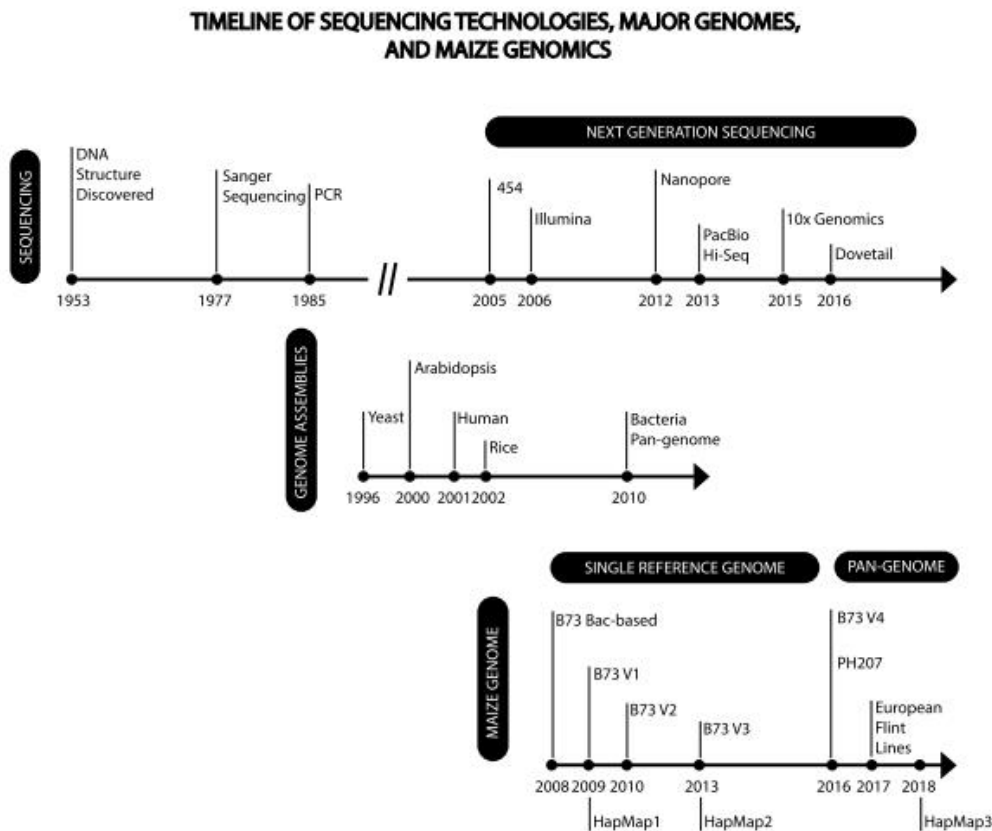 TIMELINE OF SEQUENCING TECHNOLOGIES, MAJOR GENOMES,
AND MAIZE GENOMICS
SEQUENCING
NEXT GENERATION SEQUENCING
DNA
Structure
Discovered
Sanger
Sequencing
PCR
454
Illumina
Nanopore
PacBio
Hi-Seq
10x Genomics
Dovetail
1953 1977 1985 2005 2006 2012 2013 2015 2016
GENOME ASSEMBLIES
Yeast
Arabidopsis
Human
Rice
Bacteria
Pan-genome
1996 2000 2001 2002 2010
MAIZE GENOME
SINGLE REFERENCE GENOME
PAN-GENOME
B73 Bac-based
B73 V1
B73 V2
B73 V3
B73 V4
PH207
European
Flint
Lines
2008 2009 2010 2013 2016 2017 2018
HapMap1 HapMap2 HapMap3